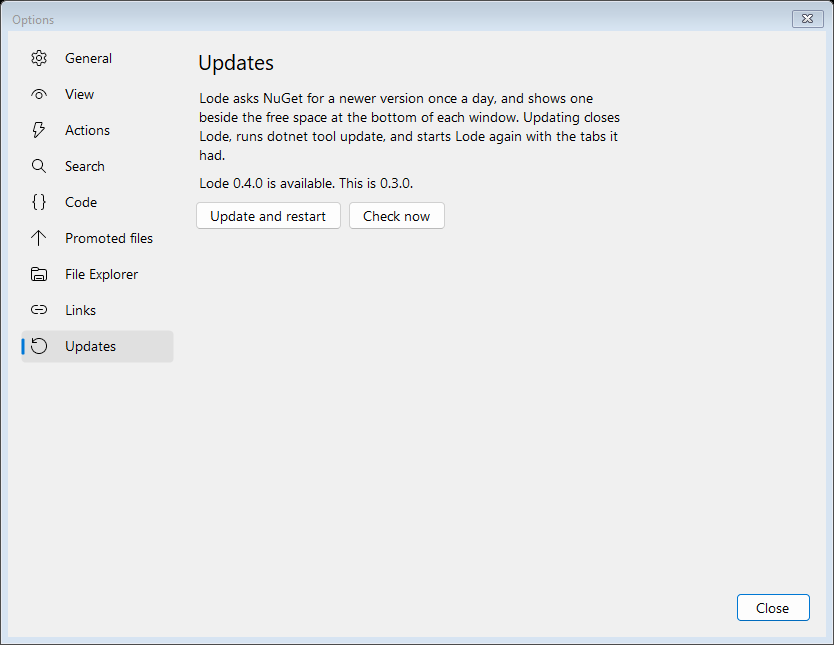 Options
General
View
Actions
Search
{} Code
Promoted files
File Explorer
Links
Updates
Updates
Lode asks NuGet for a newer version once a day, and shows one
beside the free space at the bottom of each window. Updating closes
Lode, runs dotnet tool update, and starts Lode again with the tabs it
had.
Lode 0.4.0 is available. This is 0.3.0.
Update and restart
Check now
Close